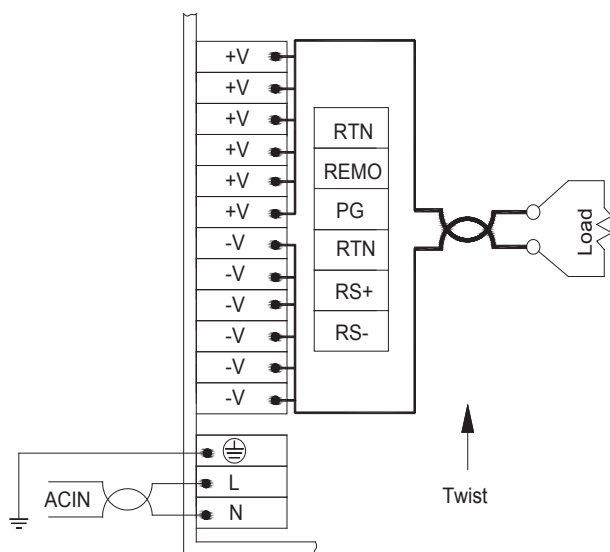 +V
+V
+V
+V
+V
+V
-V
-V
-V
-V
-V
-V
RTN
REMO
PG
RTN
RS+
RS-
Load
L
N
ACIN
Twist